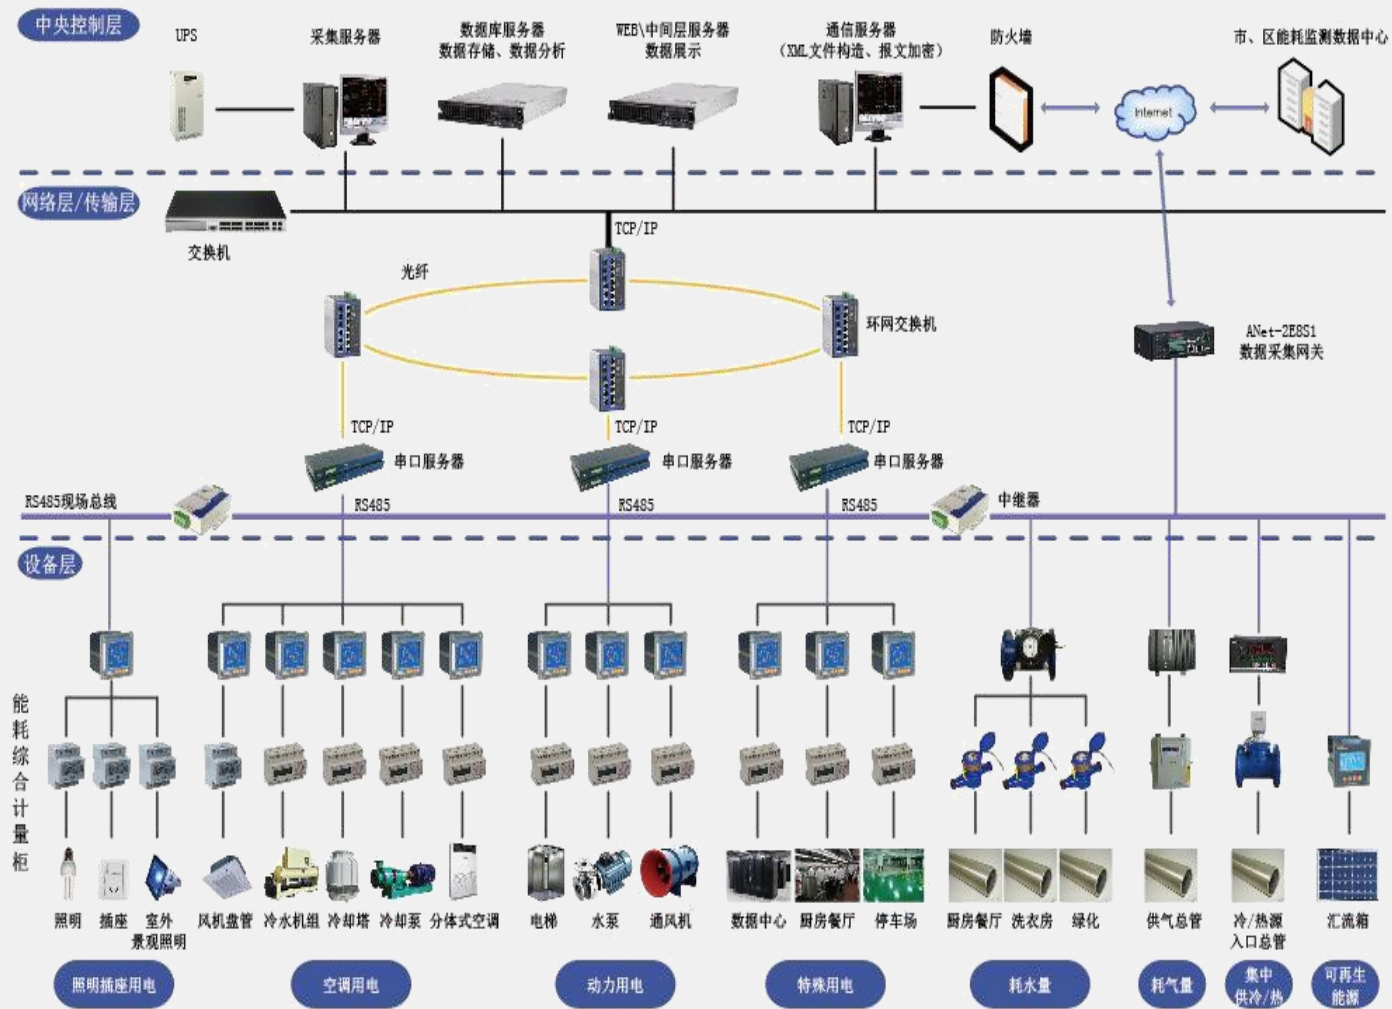 中央控制层
UPS
采集服务器
数据库服务器
数据存储、数据分析
WEB\中间层服务器
数据展示
通信服务器
（XML文件构造、报文加密）
防火墙
市、区能耗监测数据中心
Internet
网络层/传输层
交换机
TCP/IP
光纤
环网交换机
ANet-2E8S1
数据采集网关
TCP/IP
TCP/IP
TCP/IP
串口服务器
串口服务器
串口服务器
RS485现场总线
RS485
RS485
RS485
中继器
设备层
能耗综合计量柜
照明
插座
室外
景观照明
风机盘管
冷水机组
冷却塔
冷却泵
分体式空调
电梯
水泵
通风机
数据中心
厨房餐厅
停车场
厨房餐厅
洗衣房
绿化
供气总管
冷/热源
入口总管
汇流箱
照明插座用电
空调用电
动力用电
特殊用电
耗水量
耗气量
集中
供冷/热
可再生
能源